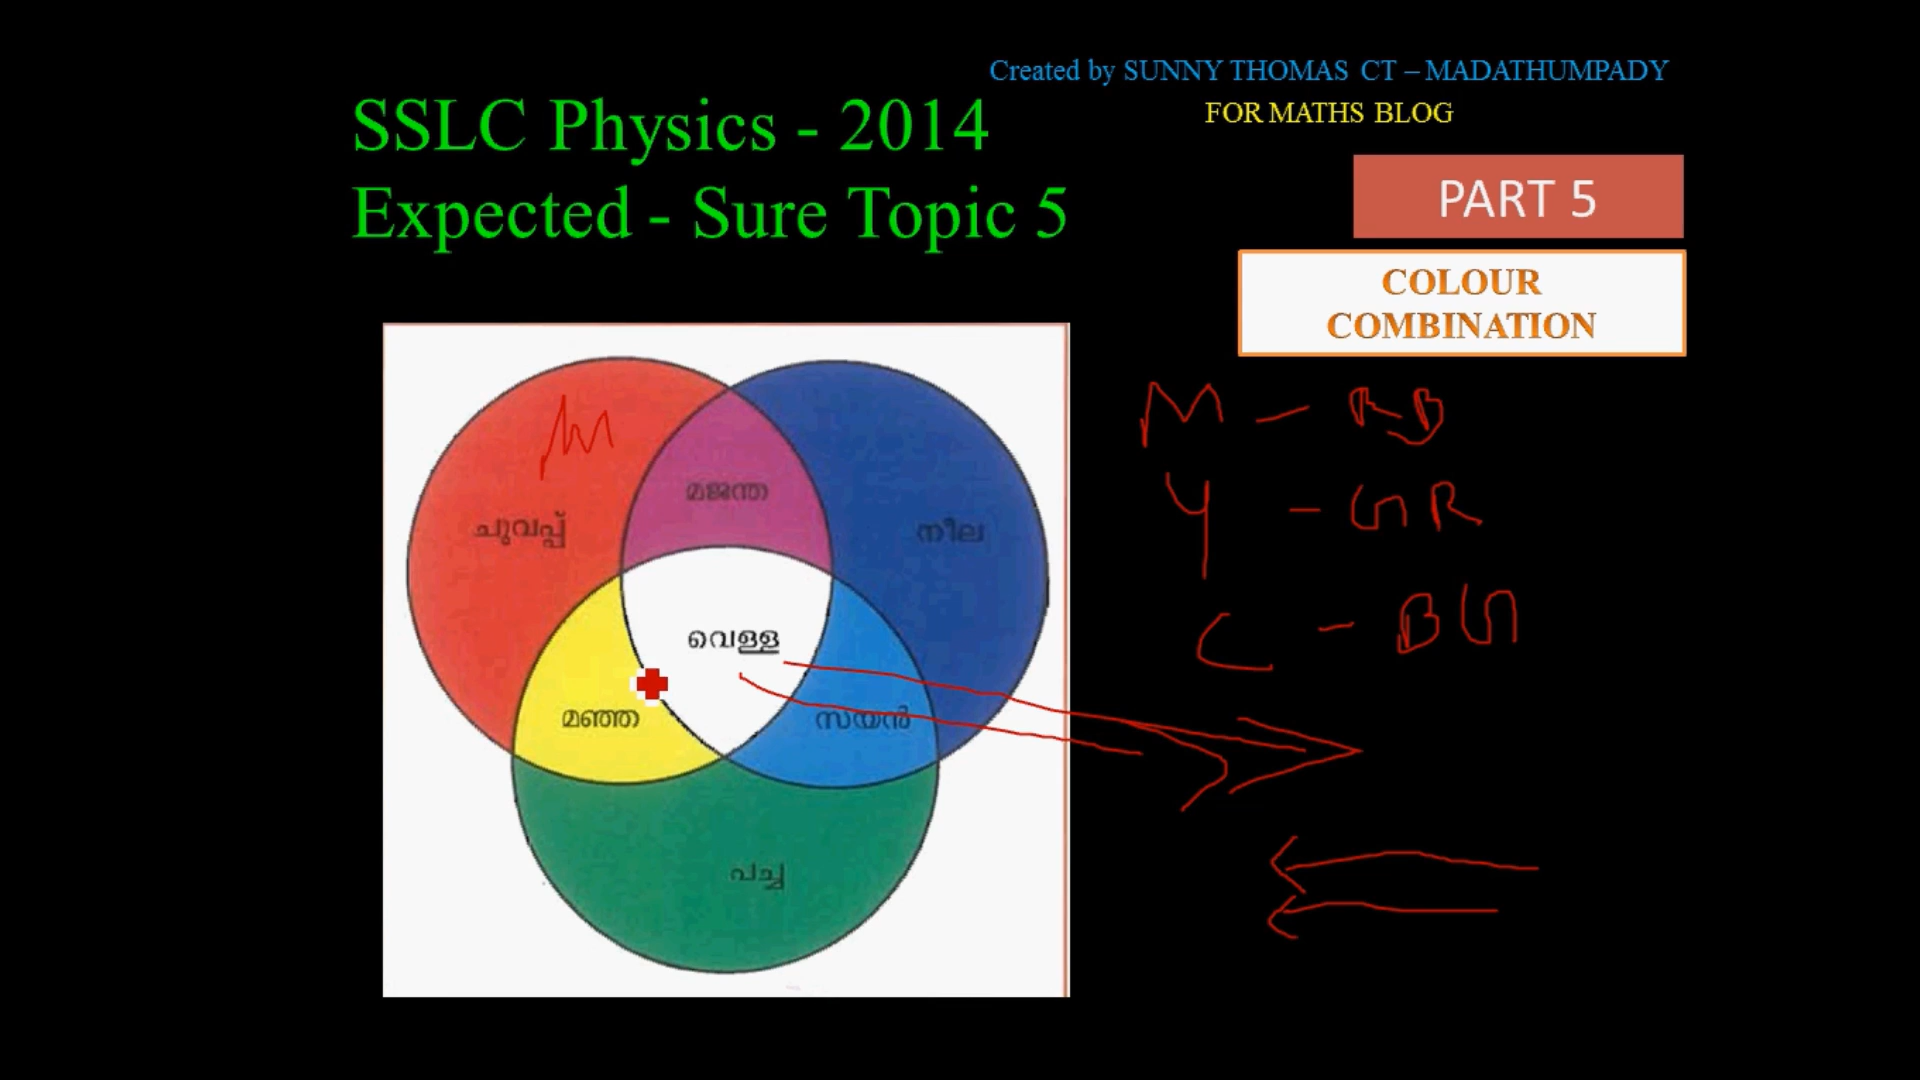 Created by SUNNY THOMAS CT – MADATHUMPADY
FOR MATHS BLOG
SSLC Physics - 2014
Expected - Sure Topic 5
PART 5
COLOUR
COMBINATION
M – RB
Y – GR
C – BG
M
മജന്ത
ചുവപ്പ്
നീല
വെള്ള
മഞ്ഞ
സയൻ
പച്ച